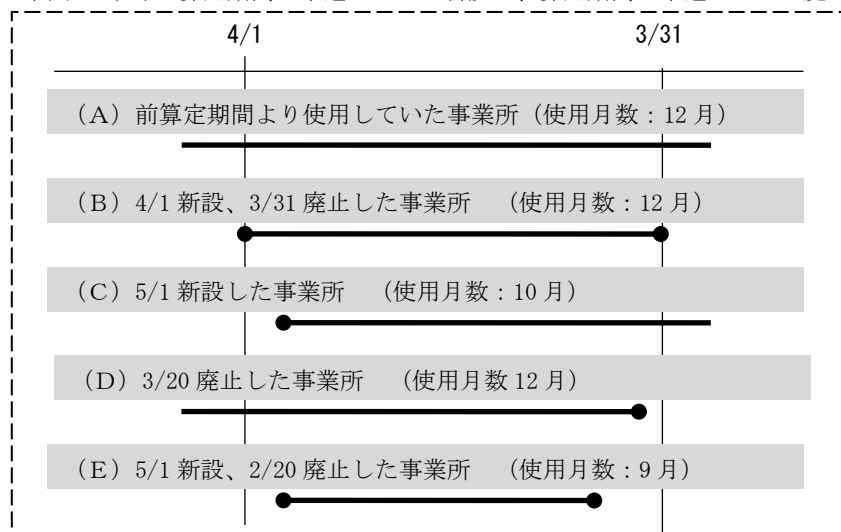 4/1 3/31
（A）前算定期間より使用していた事業所（使用月数：12 月）
（B）4/1 新設、3/31 廃止した事業所　（使用月数：12 月）
（C）5/1 新設した事業所　（使用月数：10 月）
（D）3/20 廃止した事業所　（使用月数 12 月）
（E）5/1 新設、2/20 廃止した事業所　（使用月数：9 月）